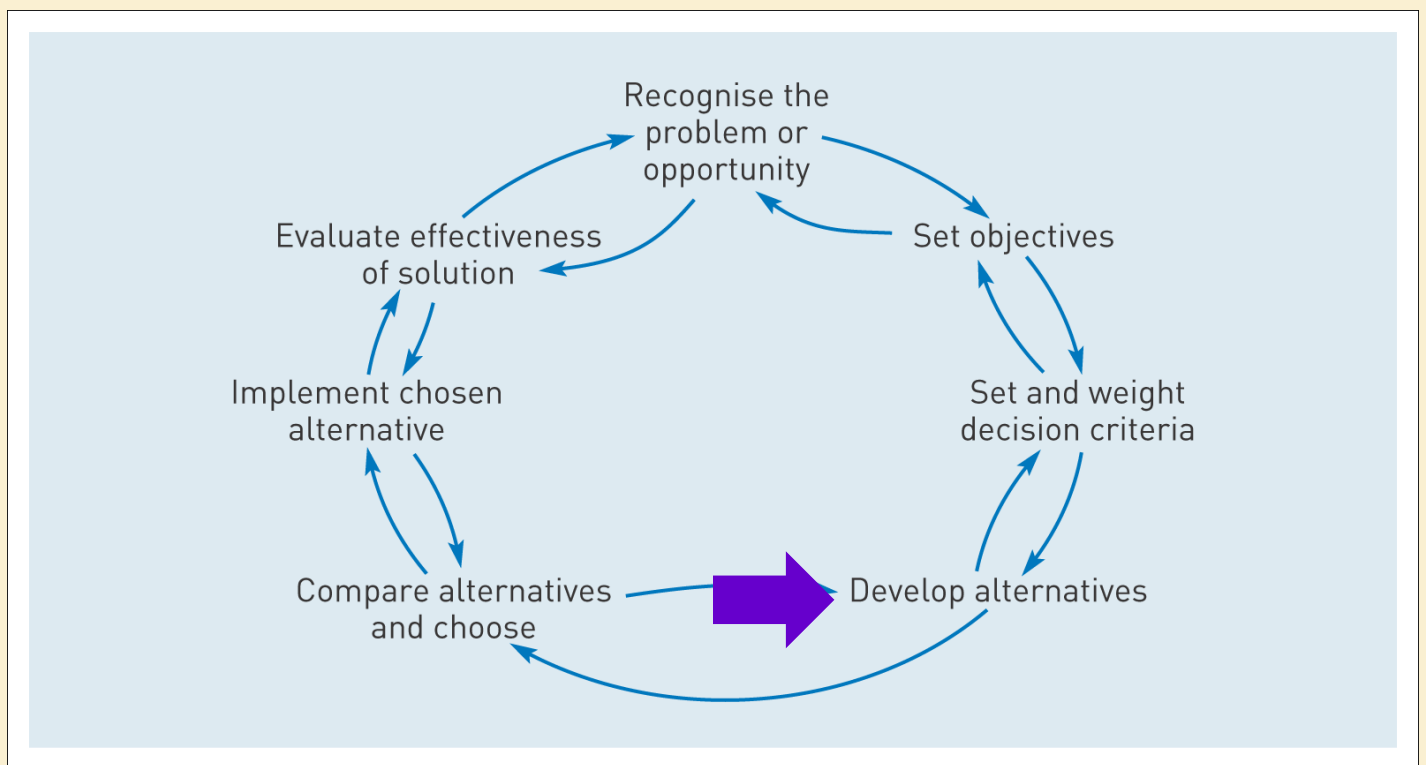 Recognise the
problem or
opportunity
Set objectives
Set and weight
decision criteria
Develop alternatives
Compare alternatives
and choose
Implement chosen
alternative
Evaluate effectiveness
of solution